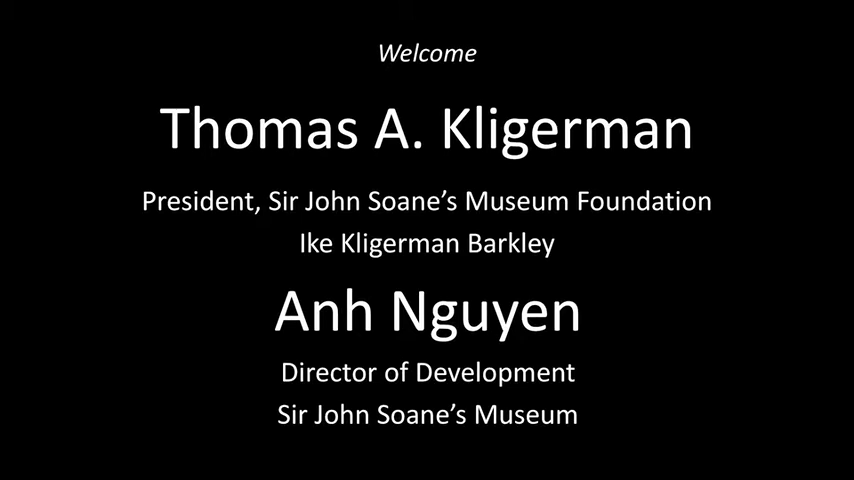 Welcome
Thomas A. Kligerman
President, Sir John Soane’s Museum Foundation
Ike Kligerman Barkley
Anh Nguyen
Director of Development
Sir John Soane’s Museum